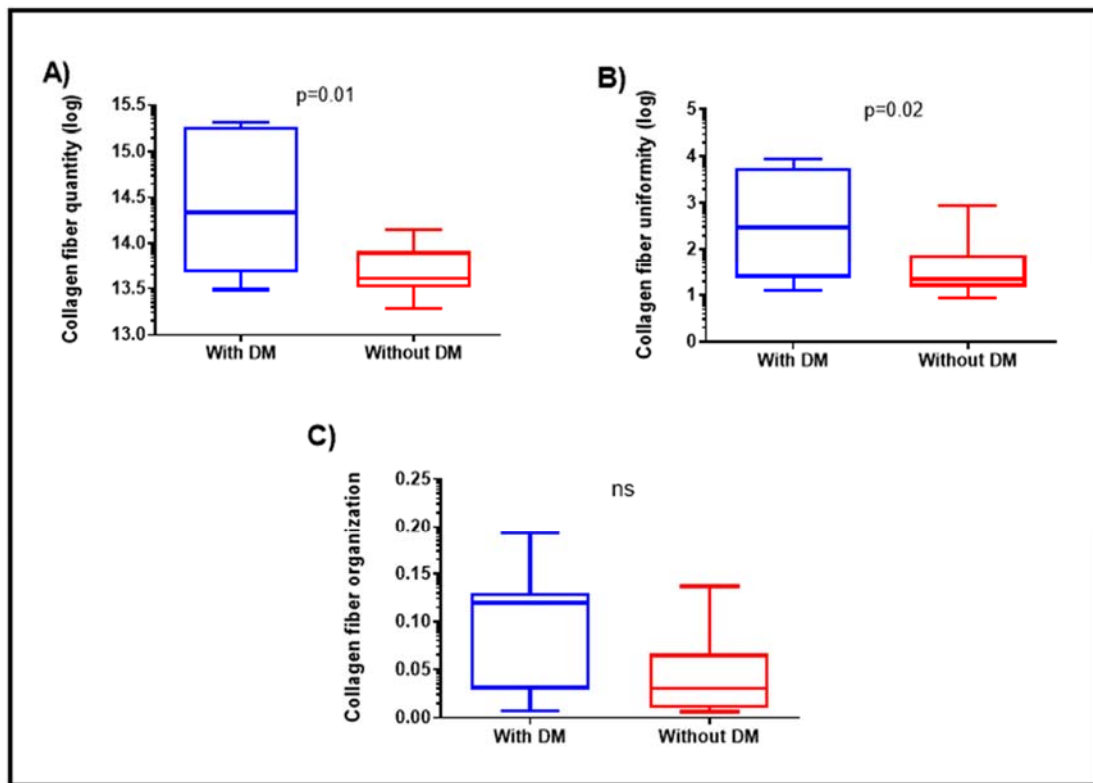 A)
p=0.01
Collagen fiber quantity (log)
15.5
15.0
14.5
14.0
13.5
13.0
With DM
Without DM
B)
p=0.02
Collagen fiber uniformity (log)
5
4
3
2
1
0
With DM
Without DM
C)
ns
Collagen fiber organization
0.25
0.20
0.15
0.10
0.05
0.00
With DM
Without DM